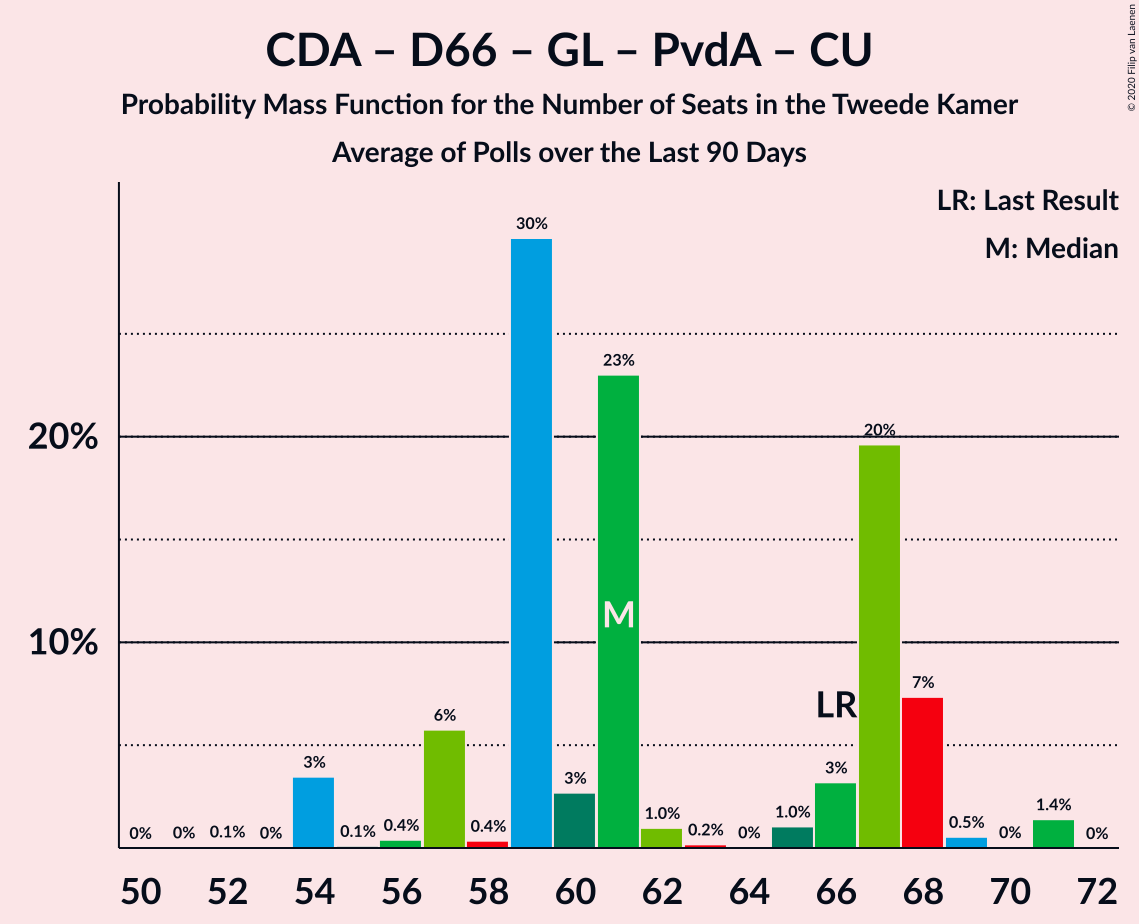 CDA – D66 – GL – PvdA – CU
Probability Mass Function for the Number of Seats in the Tweede Kamer
Average of Polls over the Last 90 Days
© 2020 Filip van Laenen
LR: Last Result
M: Median
20%
10%
0%
0%
0.1%
0%
3%
0.1%
0.4%
6%
0.4%
30%
3%
23%
1.0%
0.2%
0%
1.0%
3%
20%
7%
0.5%
0%
1.4%
0%
M
LR
50 52 54 56 58 60 62 64 66 68 70 72